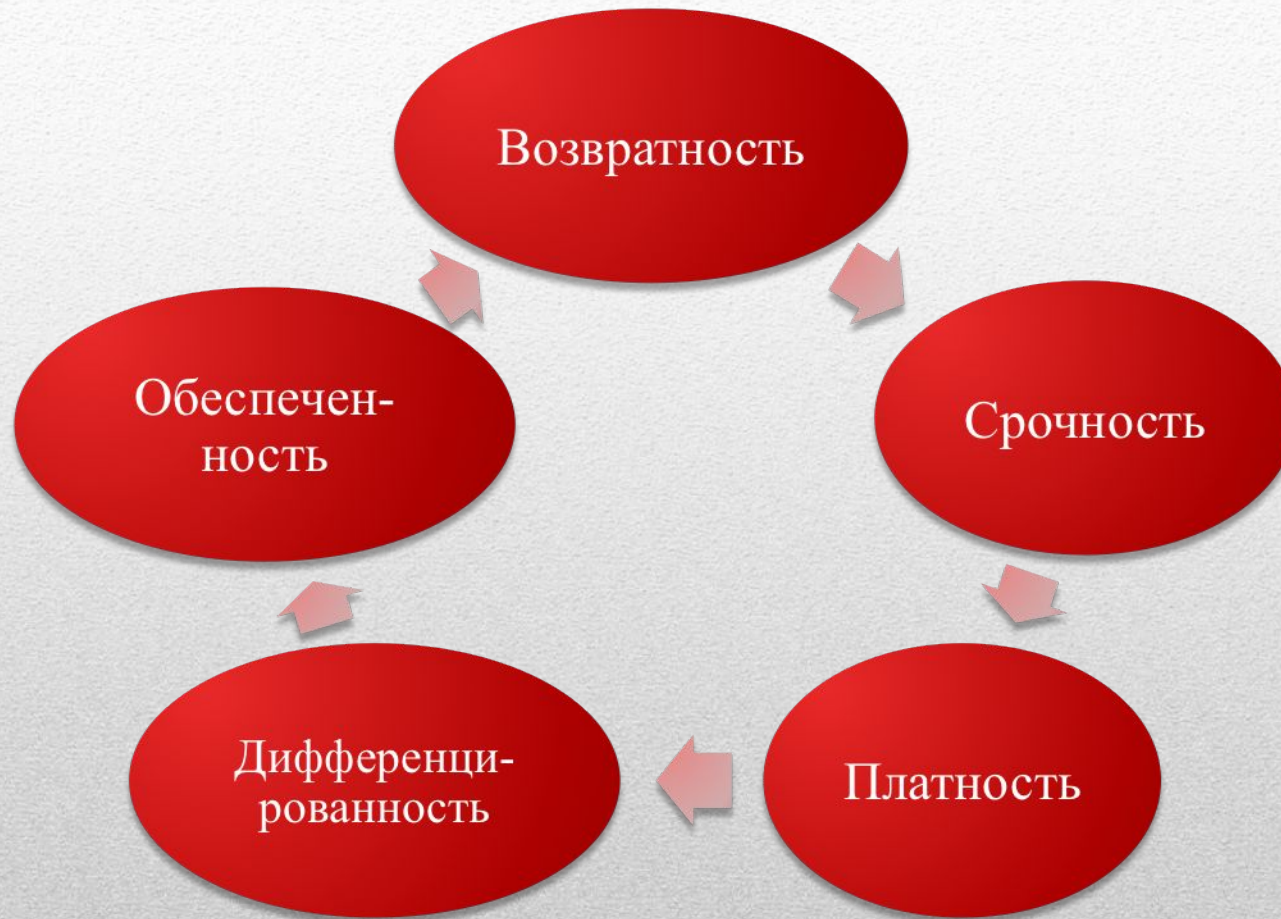 Возвратность
Срочность
Платность
Дифференци-
рованность
Обеспечен-
ность